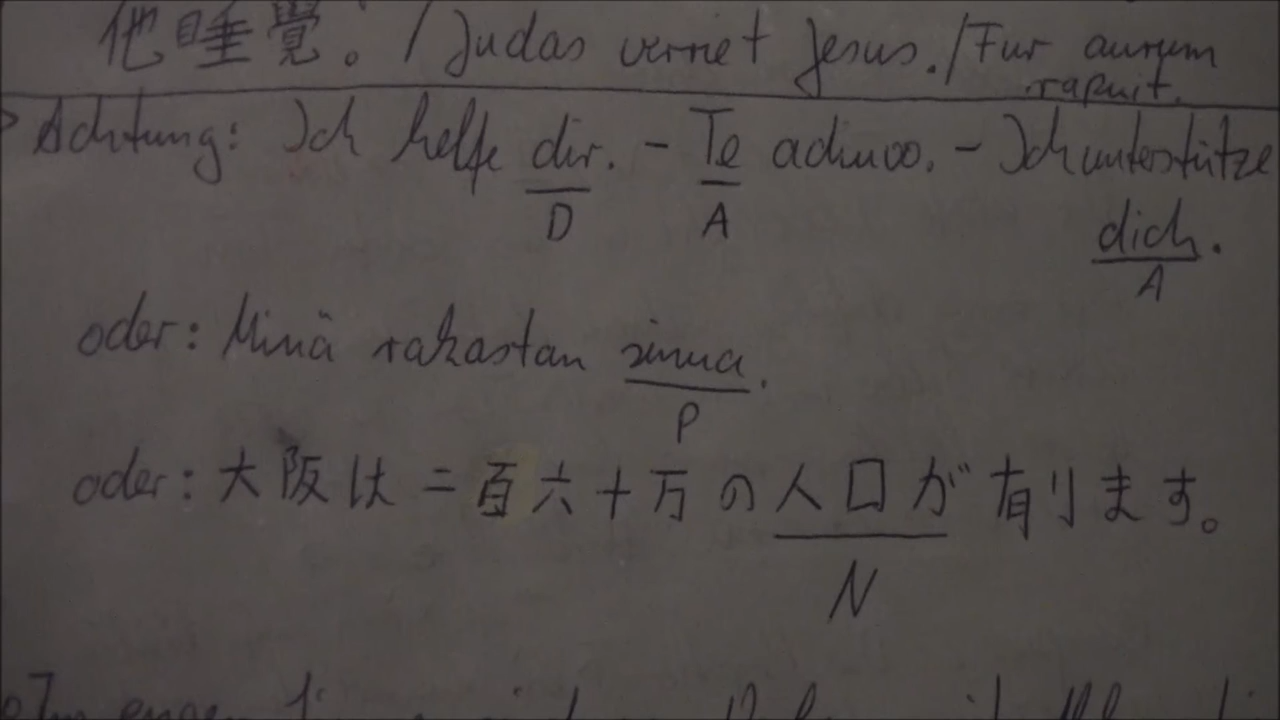 他睡覺。/ Judas verriet Jesus. / Fur aurum
rapuit.
Achtung: Ich helfe dir. - Te adiuvo. - Ich unterstütze
D A
dich.
A
oder: Minä rakastan sinua.
P
oder: 大阪は二百六十万の人口が有ります。
N